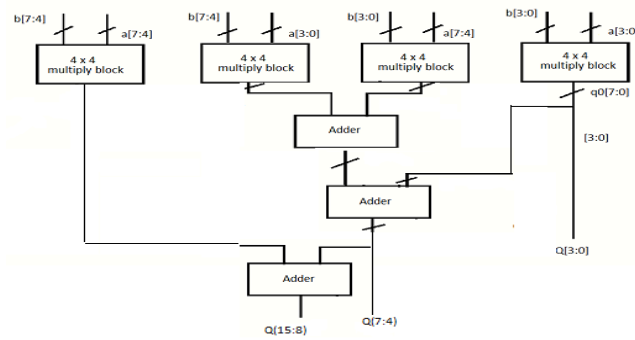 b[7:4]
a[7:4]
b[7:4]
a[3:0]
b[3:0]
a[7:4]
b[3:0]
a[3:0
4 x 4
multiply block
4 x 4
multiply block
4 x 4
multiply block
4 x 4
multiply block
q0[7:0]
Adder
[3:0]
Adder
Q[3:0]
Adder
Q(15:8)
Q(7:4)